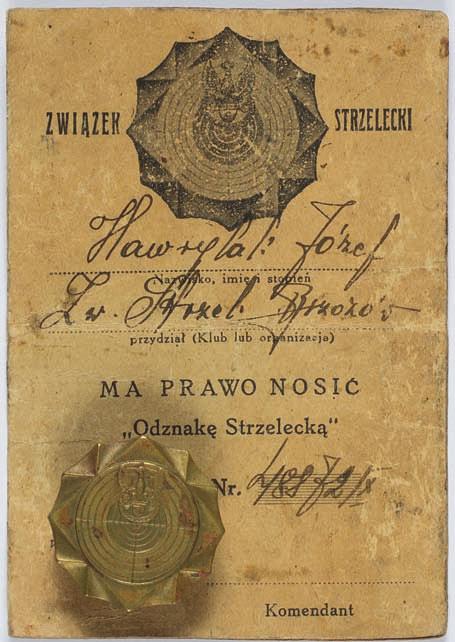 ZWIĄZEK STRZELECKI
Hawrylak Józef
Nazwisko, imię i stopień
Zw. Strzel. Brzozów
przydział (Klub lub organizacja)
MA PRAWO NOSIĆ
„Odznakę Strzelecką"
Nr. 48972/X
Komendant